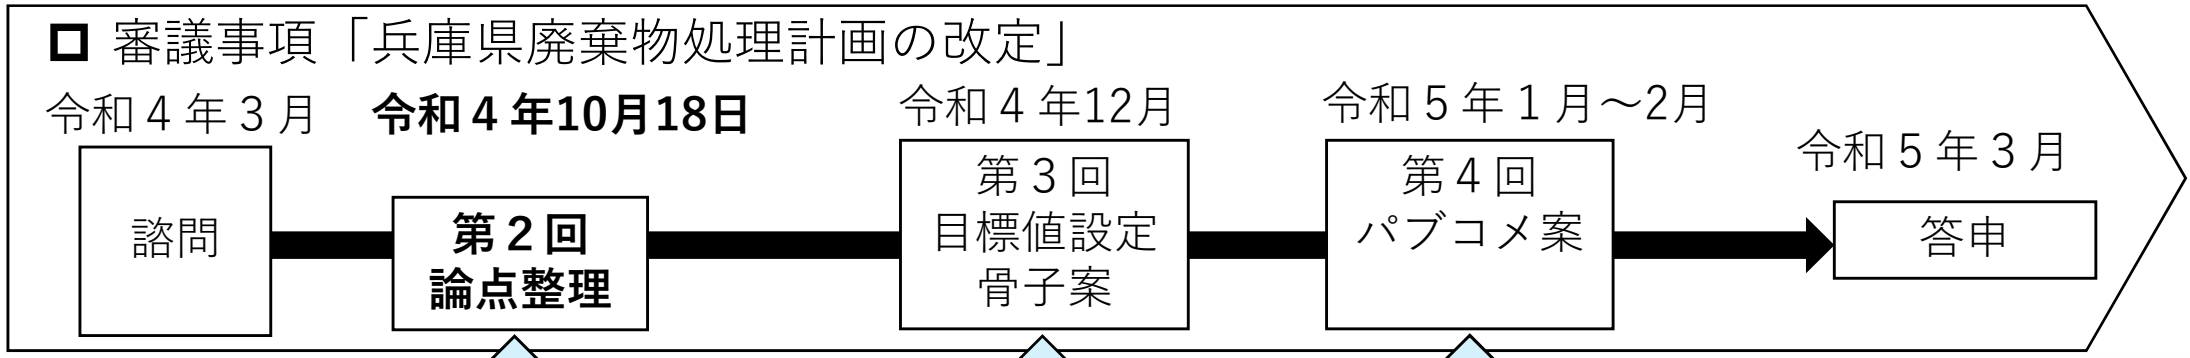 審議事項「兵庫県廃棄物処理計画の改定」
令和４年３月
令和４年10月18日
令和４年12月
令和５年１月～2月
令和５年３月
諮問
第２回
論点整理
第３回
目標値設定
骨子案
第４回
パブコメ案
答申